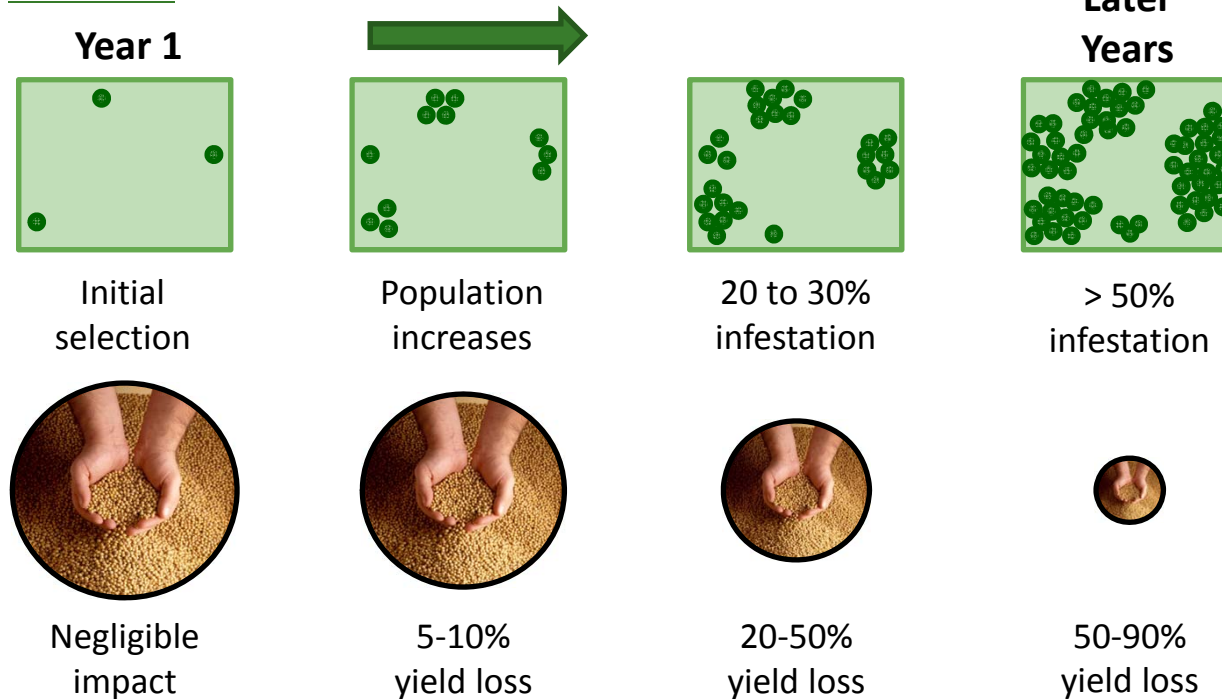 Later
Year 1
Years
Initial
selection
Population
increases
20 to 30%
infestation
> 50%
infestation
Negligible
impact
5-10%
yield loss
20-50%
yield loss
50-90%
yield loss